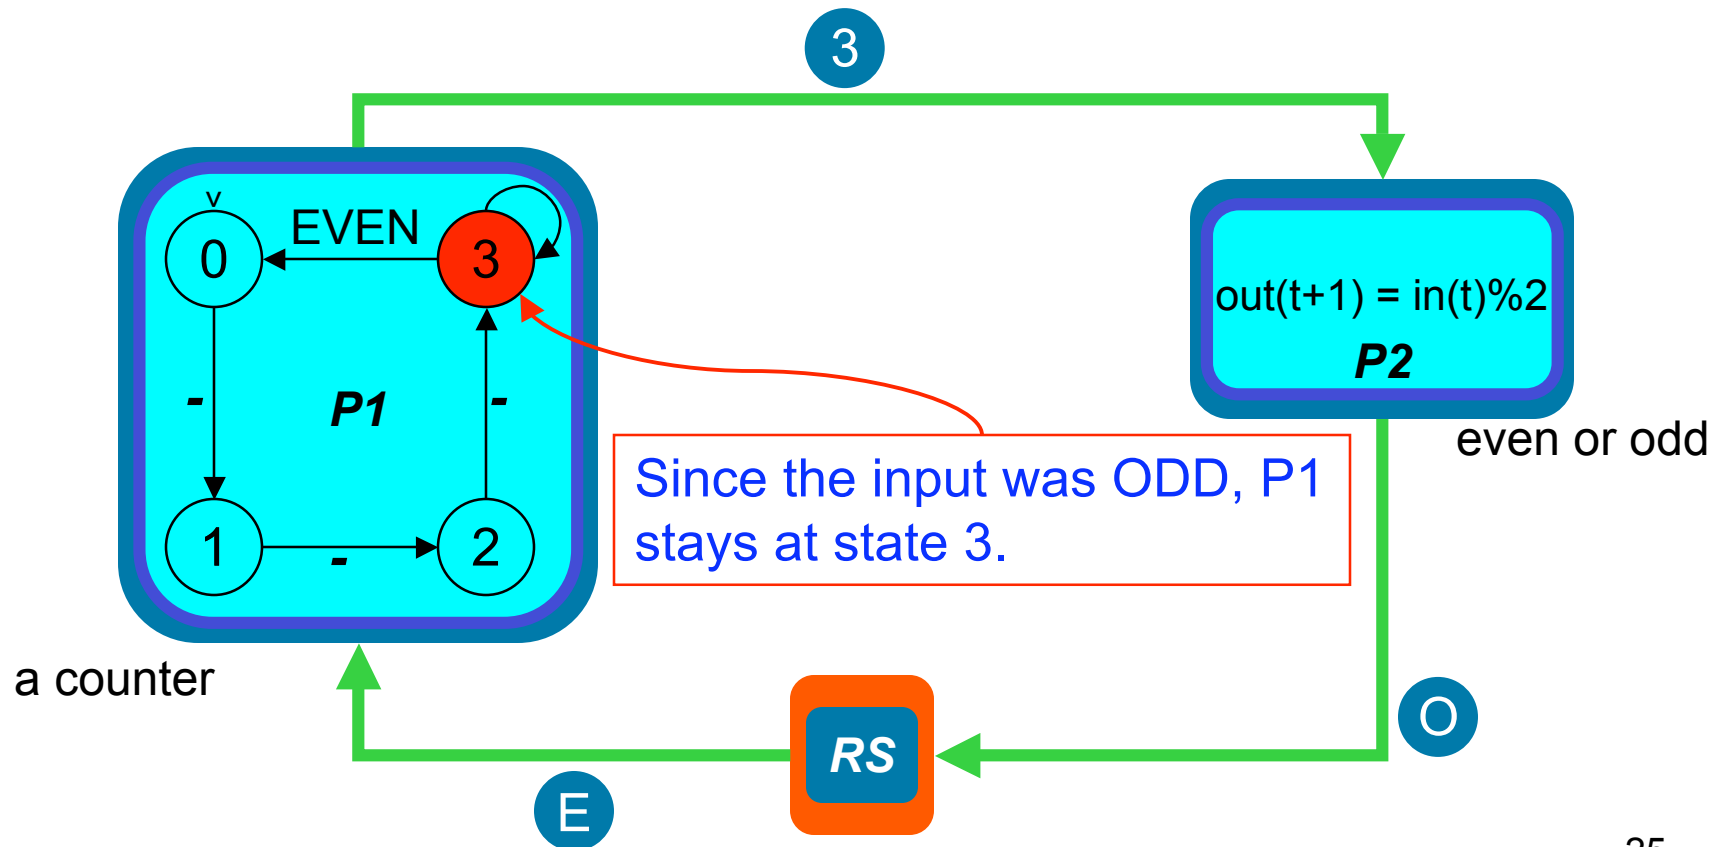 3
v
EVEN
0
3
out(t+1) = in(t)%2
P2
-
P1
-
even or odd
Since the input was ODD, P1
stays at state 3.
1
-
2
a counter
O
RS
E